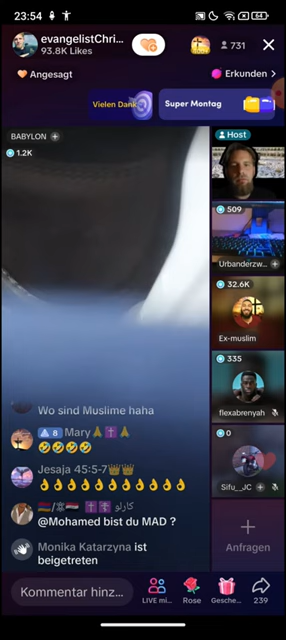 23:54
64
evangelistChri...
93.8K Likes
731
Angesagt
Erkunden >
Vielen Dank
Super Montag
BABYLON +
1.2K
Host
509
Urbanderzw...
32.6K
Ex-muslim
335
flexabrenyah
0
Sifu__JC
Wo sind Muslime haha
8 Mary🙏✝️🙏
🤣🤣🤣🤣
Jesaja 45:5-7👑👑
👌👌👌👌👌👌👌👌👌👌👌
كارلو
@Mohamed bist du MAD ?
Monika Katarzyna ist
beigetreten
+
Anfragen
Kommentar hinz...
LIVE mi...
Rose
Gesche...
239